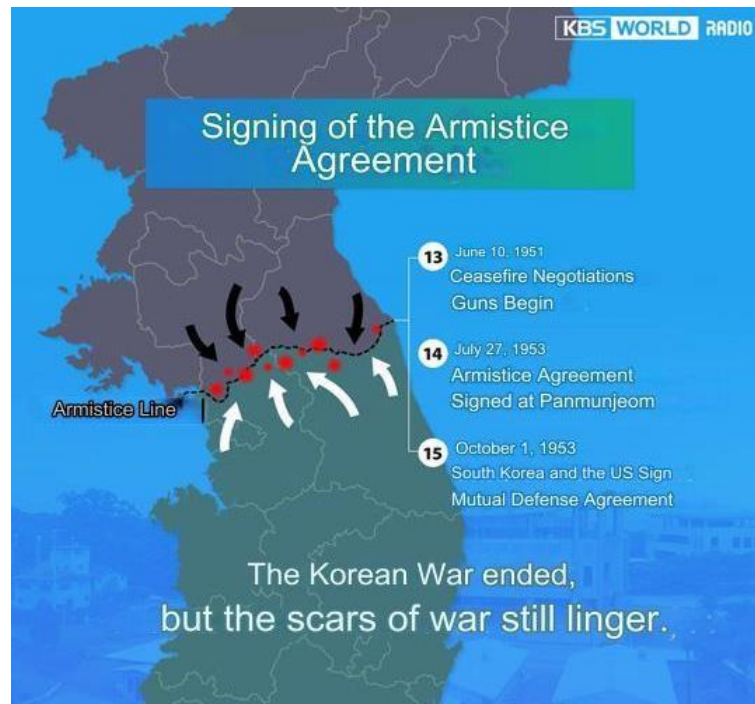 KBS WORLD RADIO
Signing of the Armistice
Agreement
13 June 10, 1951
Ceasefire Negotiations
Guns Begin
14 July 27, 1953
Armistice Agreement
Signed at Panmunjeom
Armistice Line
15 October 1, 1953
South Korea and the US Sign
Mutual Defense Agreement
The Korean War ended,
but the scars of war still linger.